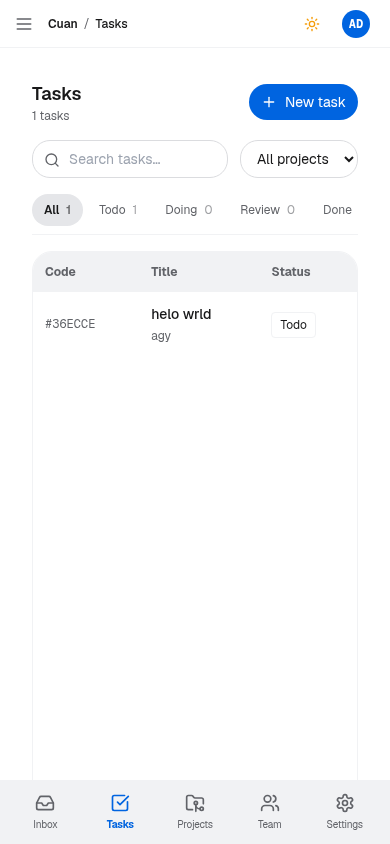 Cuan / Tasks
AD
Tasks
1 tasks
New task
Search tasks...
All projects
All 1
Todo 1
Doing 0
Review 0
Done
Code Title Status
#36ECCE
helo wrld
agy
Todo
Inbox
Tasks
Projects
Team
Settings